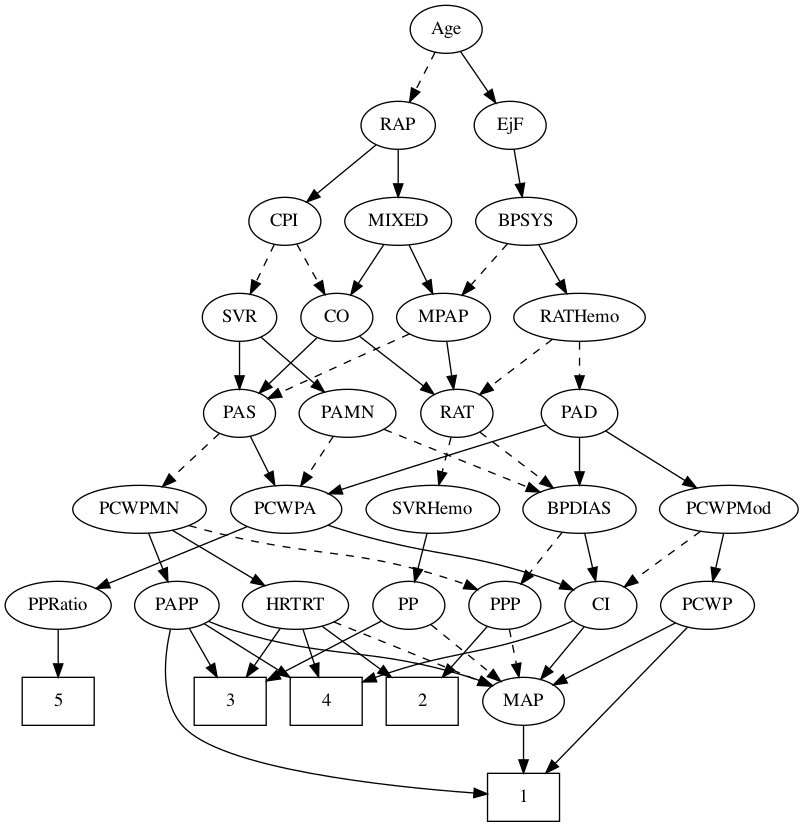 Age
RAP
EjF
CPI
MIXED
BPSYS
SVR
CO
MPAP
RATHemo
PAS
PAMN
RAT
PAD
PCWPMN
PCWPA
SVRHemo
BPDIAS
PCWPMod
PPRatio
PAPP
HRTRT
PP
PPP
CI
PCWP
5
3
4
2
MAP
1